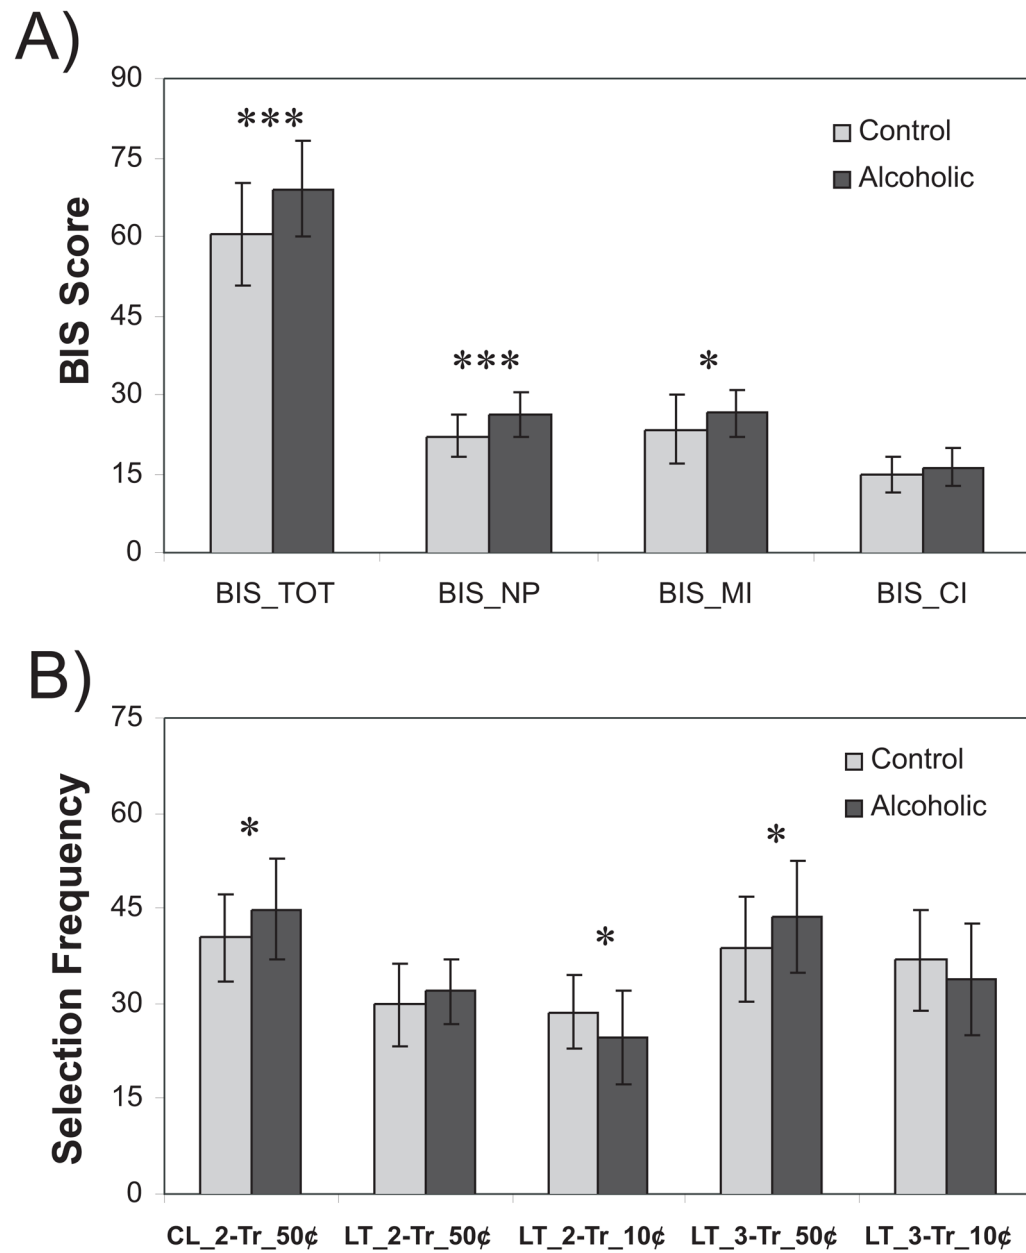 A)
90
75
60
45
30
15
0
BIS Score
***
***
*
Control
Alcoholic
BIS_TOT BIS_NP BIS_MI BIS_CI
B)
75
60
45
30
15
0
Selection Frequency
*
*
*
Control
Alcoholic
CL_2-Tr_50¢ LT_2-Tr_50¢ LT_2-Tr_10¢ LT_3-Tr_50¢ LT_3-Tr_10¢